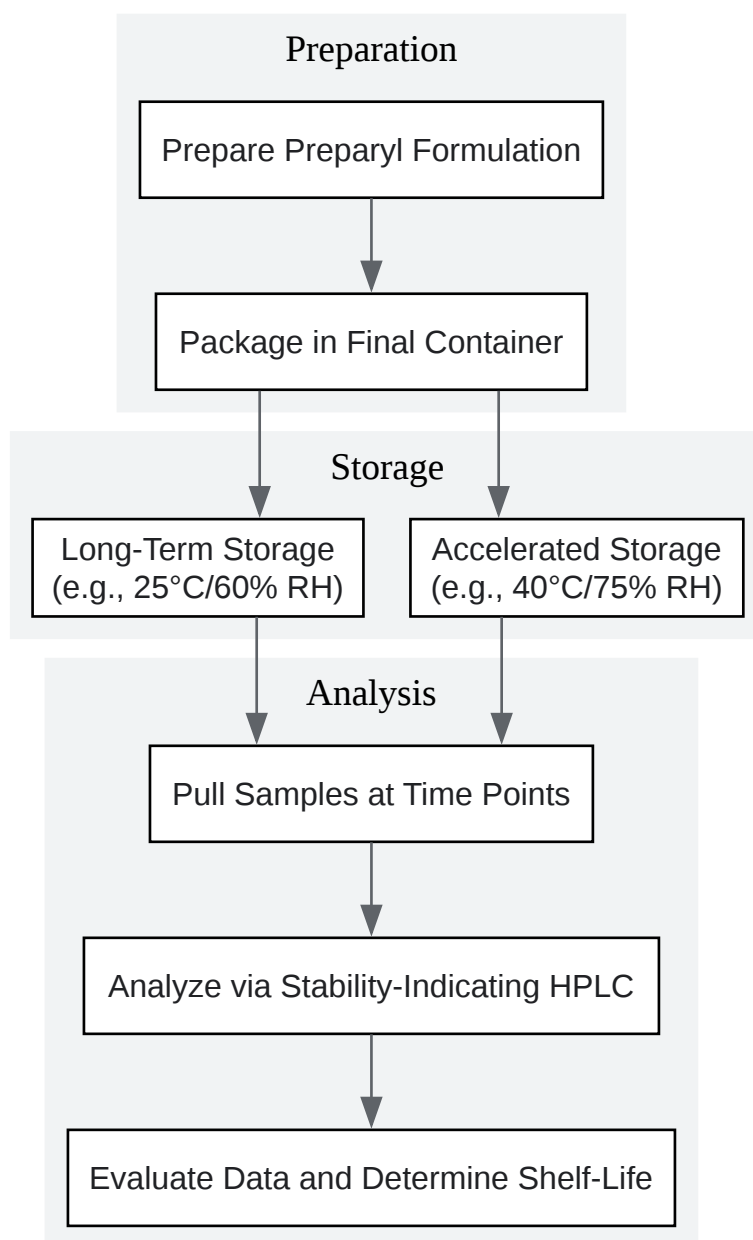 Preparation
Prepare Preparyl Formulation
Package in Final Container
Storage
Long-Term Storage
(e.g., 25°C/60% RH)
Accelerated Storage
(e.g., 40°C/75% RH)
Analysis
Pull Samples at Time Points
Analyze via Stability-Indicating HPLC
Evaluate Data and Determine Shelf-Life